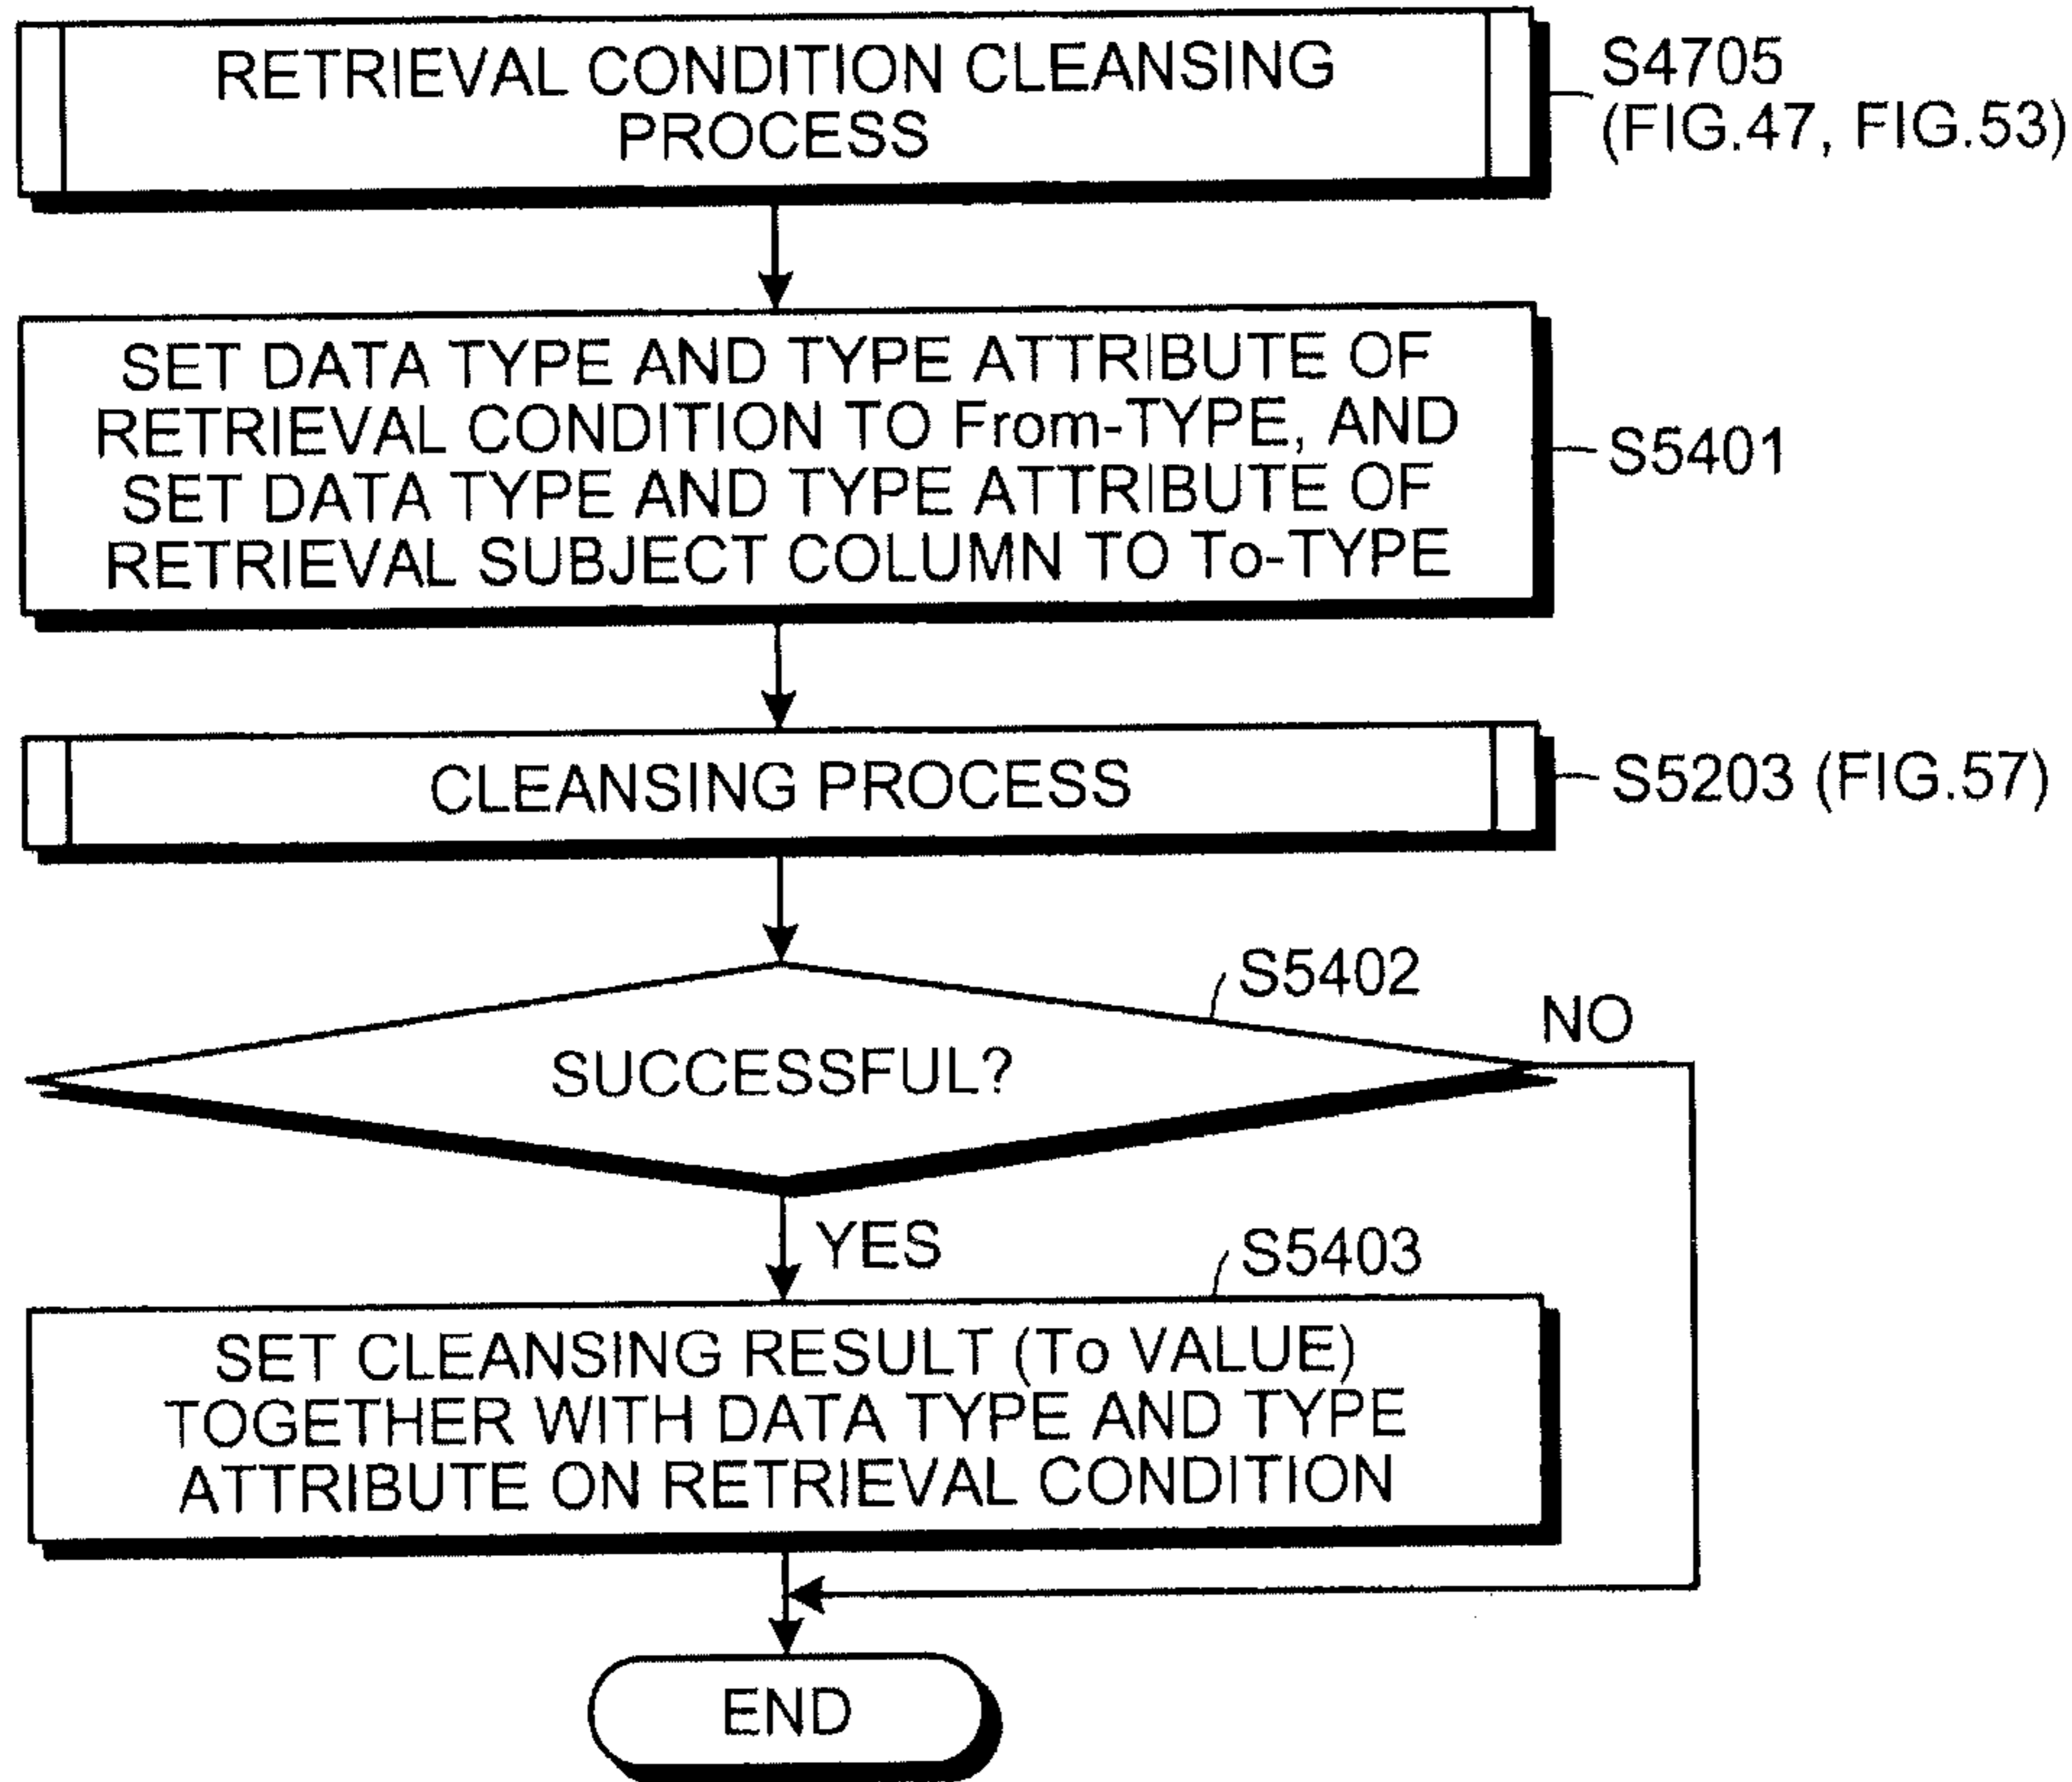 RETRIEVAL CONDITION CLEANSING
PROCESS
S4705
(FIG.47, FIG.53)
SET DATA TYPE AND TYPE ATTRIBUTE OF
RETRIEVAL CONDITION TO From-TYPE, AND
SET DATA TYPE AND TYPE ATTRIBUTE OF
RETRIEVAL SUBJECT COLUMN TO To-TYPE
S5401
CLEANSING PROCESS
S5203 (FIG.57)
S5402
SUCCESSFUL?
NO
YES
S5403
SET CLEANSING RESULT (To VALUE)
TOGETHER WITH DATA TYPE AND TYPE
ATTRIBUTE ON RETRIEVAL CONDITION
END